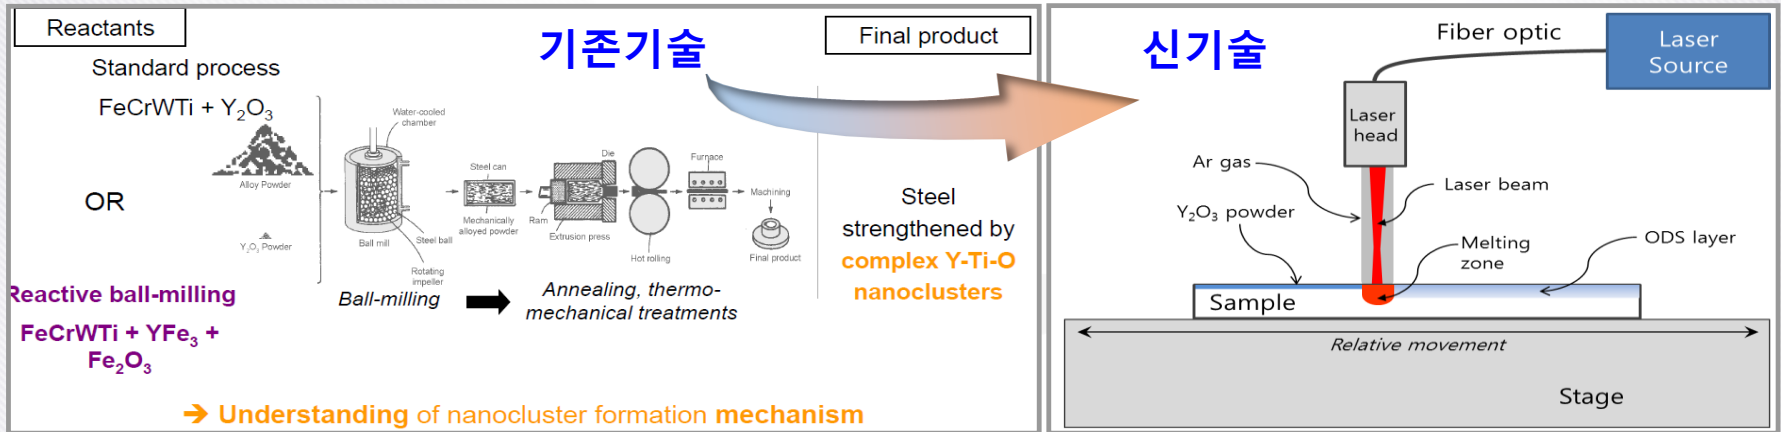 Reactants
기존기술
Final product
Standard process
FeCrWTi + Y₂O₃
Alloy Powder
OR
Y₂O₃ Powder
Reactive ball-milling
FeCrWTi + YFe₃ +
Fe₂O₃
Water-cooled
chamber
Ball mill
Steel ball
Rotating
impeller
Ball-milling
Steel can
Mechanically
alloyed powder
Die
Ram
Extrusion press
Hot rolling
Furnace
Machining
Final product
Annealing, thermo-
mechanical treatments
Steel
strengthened by
complex Y-Ti-O
nanoclusters
➔ Understanding of nanocluster formation mechanism
신기술
Fiber optic
Laser
Source
Laser
head
Ar gas
Laser beam
Y₂O₃ powder
Melting
zone
ODS layer
Sample
Relative movement
Stage